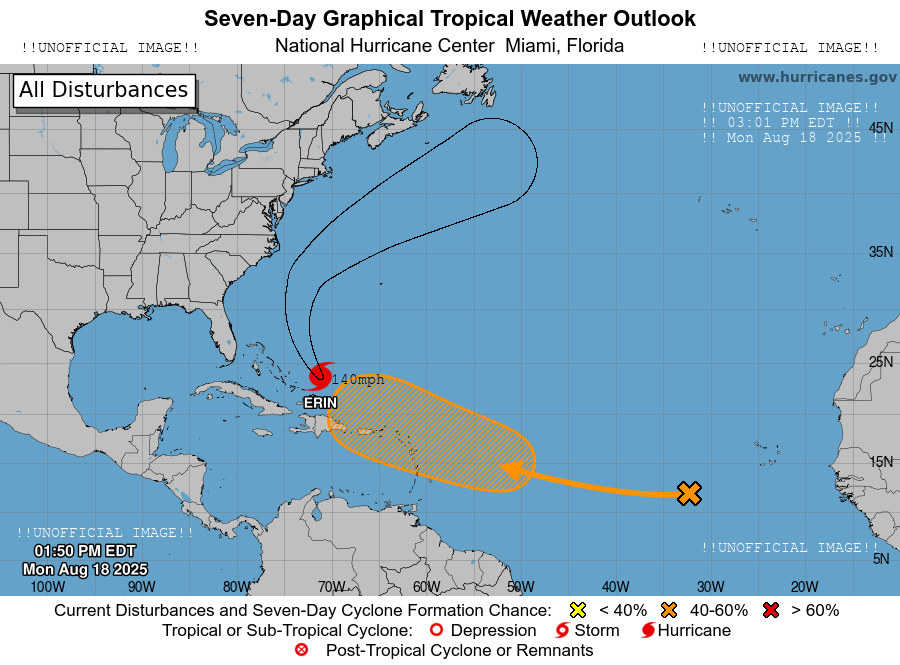 Seven-Day Graphical Tropical Weather Outlook
National Hurricane Center Miami, Florida
!!UNOFFICIAL IMAGE!!
!!UNOFFICIAL IMAGE!!
All Disturbances
www.hurricanes.gov
!!UNOFFICIAL IMAGE!!
!! 03:01 PM EDT !!
!! Mon Aug 18 2025 !!
45N
35N
25N
140mph
ERIN
15N
!!UNOFFICIAL IMAGE!!
01:50 PM EDT
Mon Aug 18 2025
!!UNOFFICIAL IMAGE!!
5N
100W 90W 80W 70W 60W 50W 40W 30W 20W
Current Disturbances and Seven-Day Cyclone Formation Chance: < 40% 40-60% > 60%
Tropical or Sub-Tropical Cyclone: Depression Storm Hurricane
Post-Tropical Cyclone or Remnants